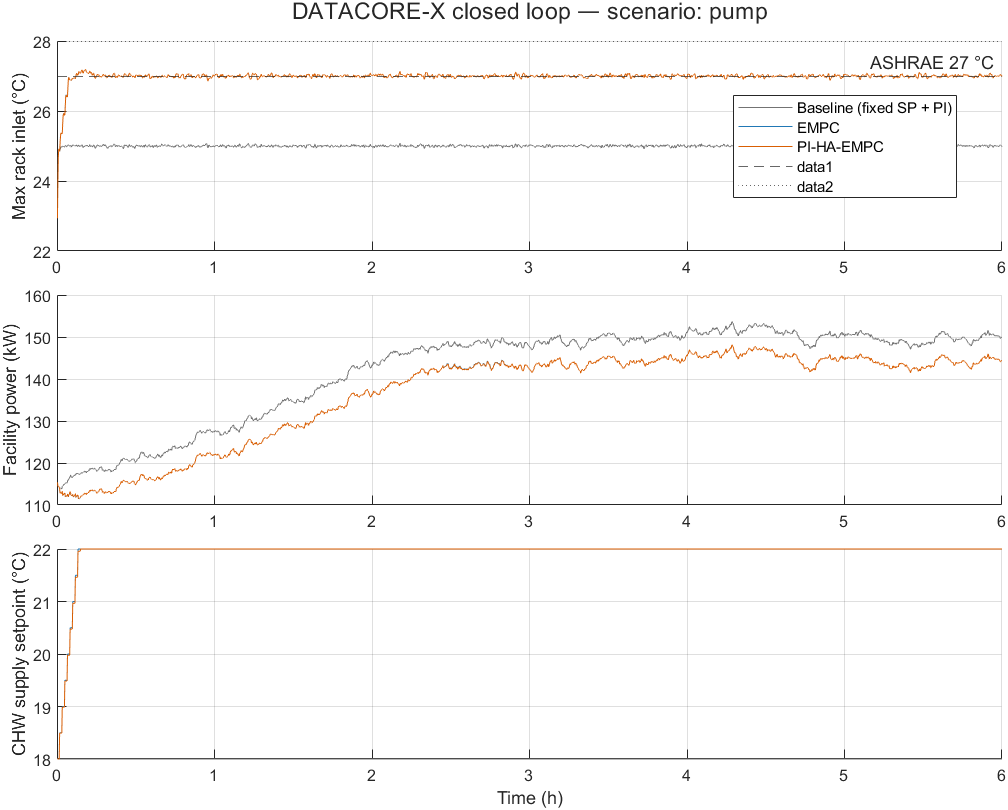 DATACORE-X closed loop — scenario: pump
Max rack inlet (°C)
28
27
26
25
24
23
22
ASHRAE 27 °C
Baseline (fixed SP + PI)
EMPC
PI-HA-EMPC
data1
data2
0 1 2 3 4 5 6
Facility power (kW)
160
150
140
130
120
110
0 1 2 3 4 5 6
CHW supply setpoint (°C)
22
21
20
19
18
0 1 2 3 4 5 6
Time (h)